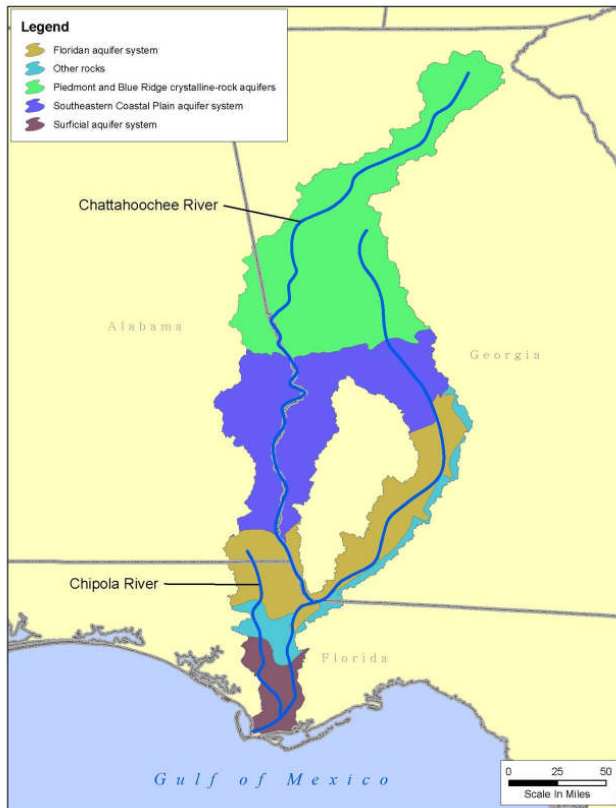 Legend
Floridan aquifer system
Other rocks
Piedmont and Blue Ridge crystalline-rock aquifers
Southeastern Coastal Plain aquifer system
Surficial aquifer system
Chattahoochee River
Alabama
Georgia
Chipola River
Florida
Gulf of Mexico
0 25 50
Scale In Miles